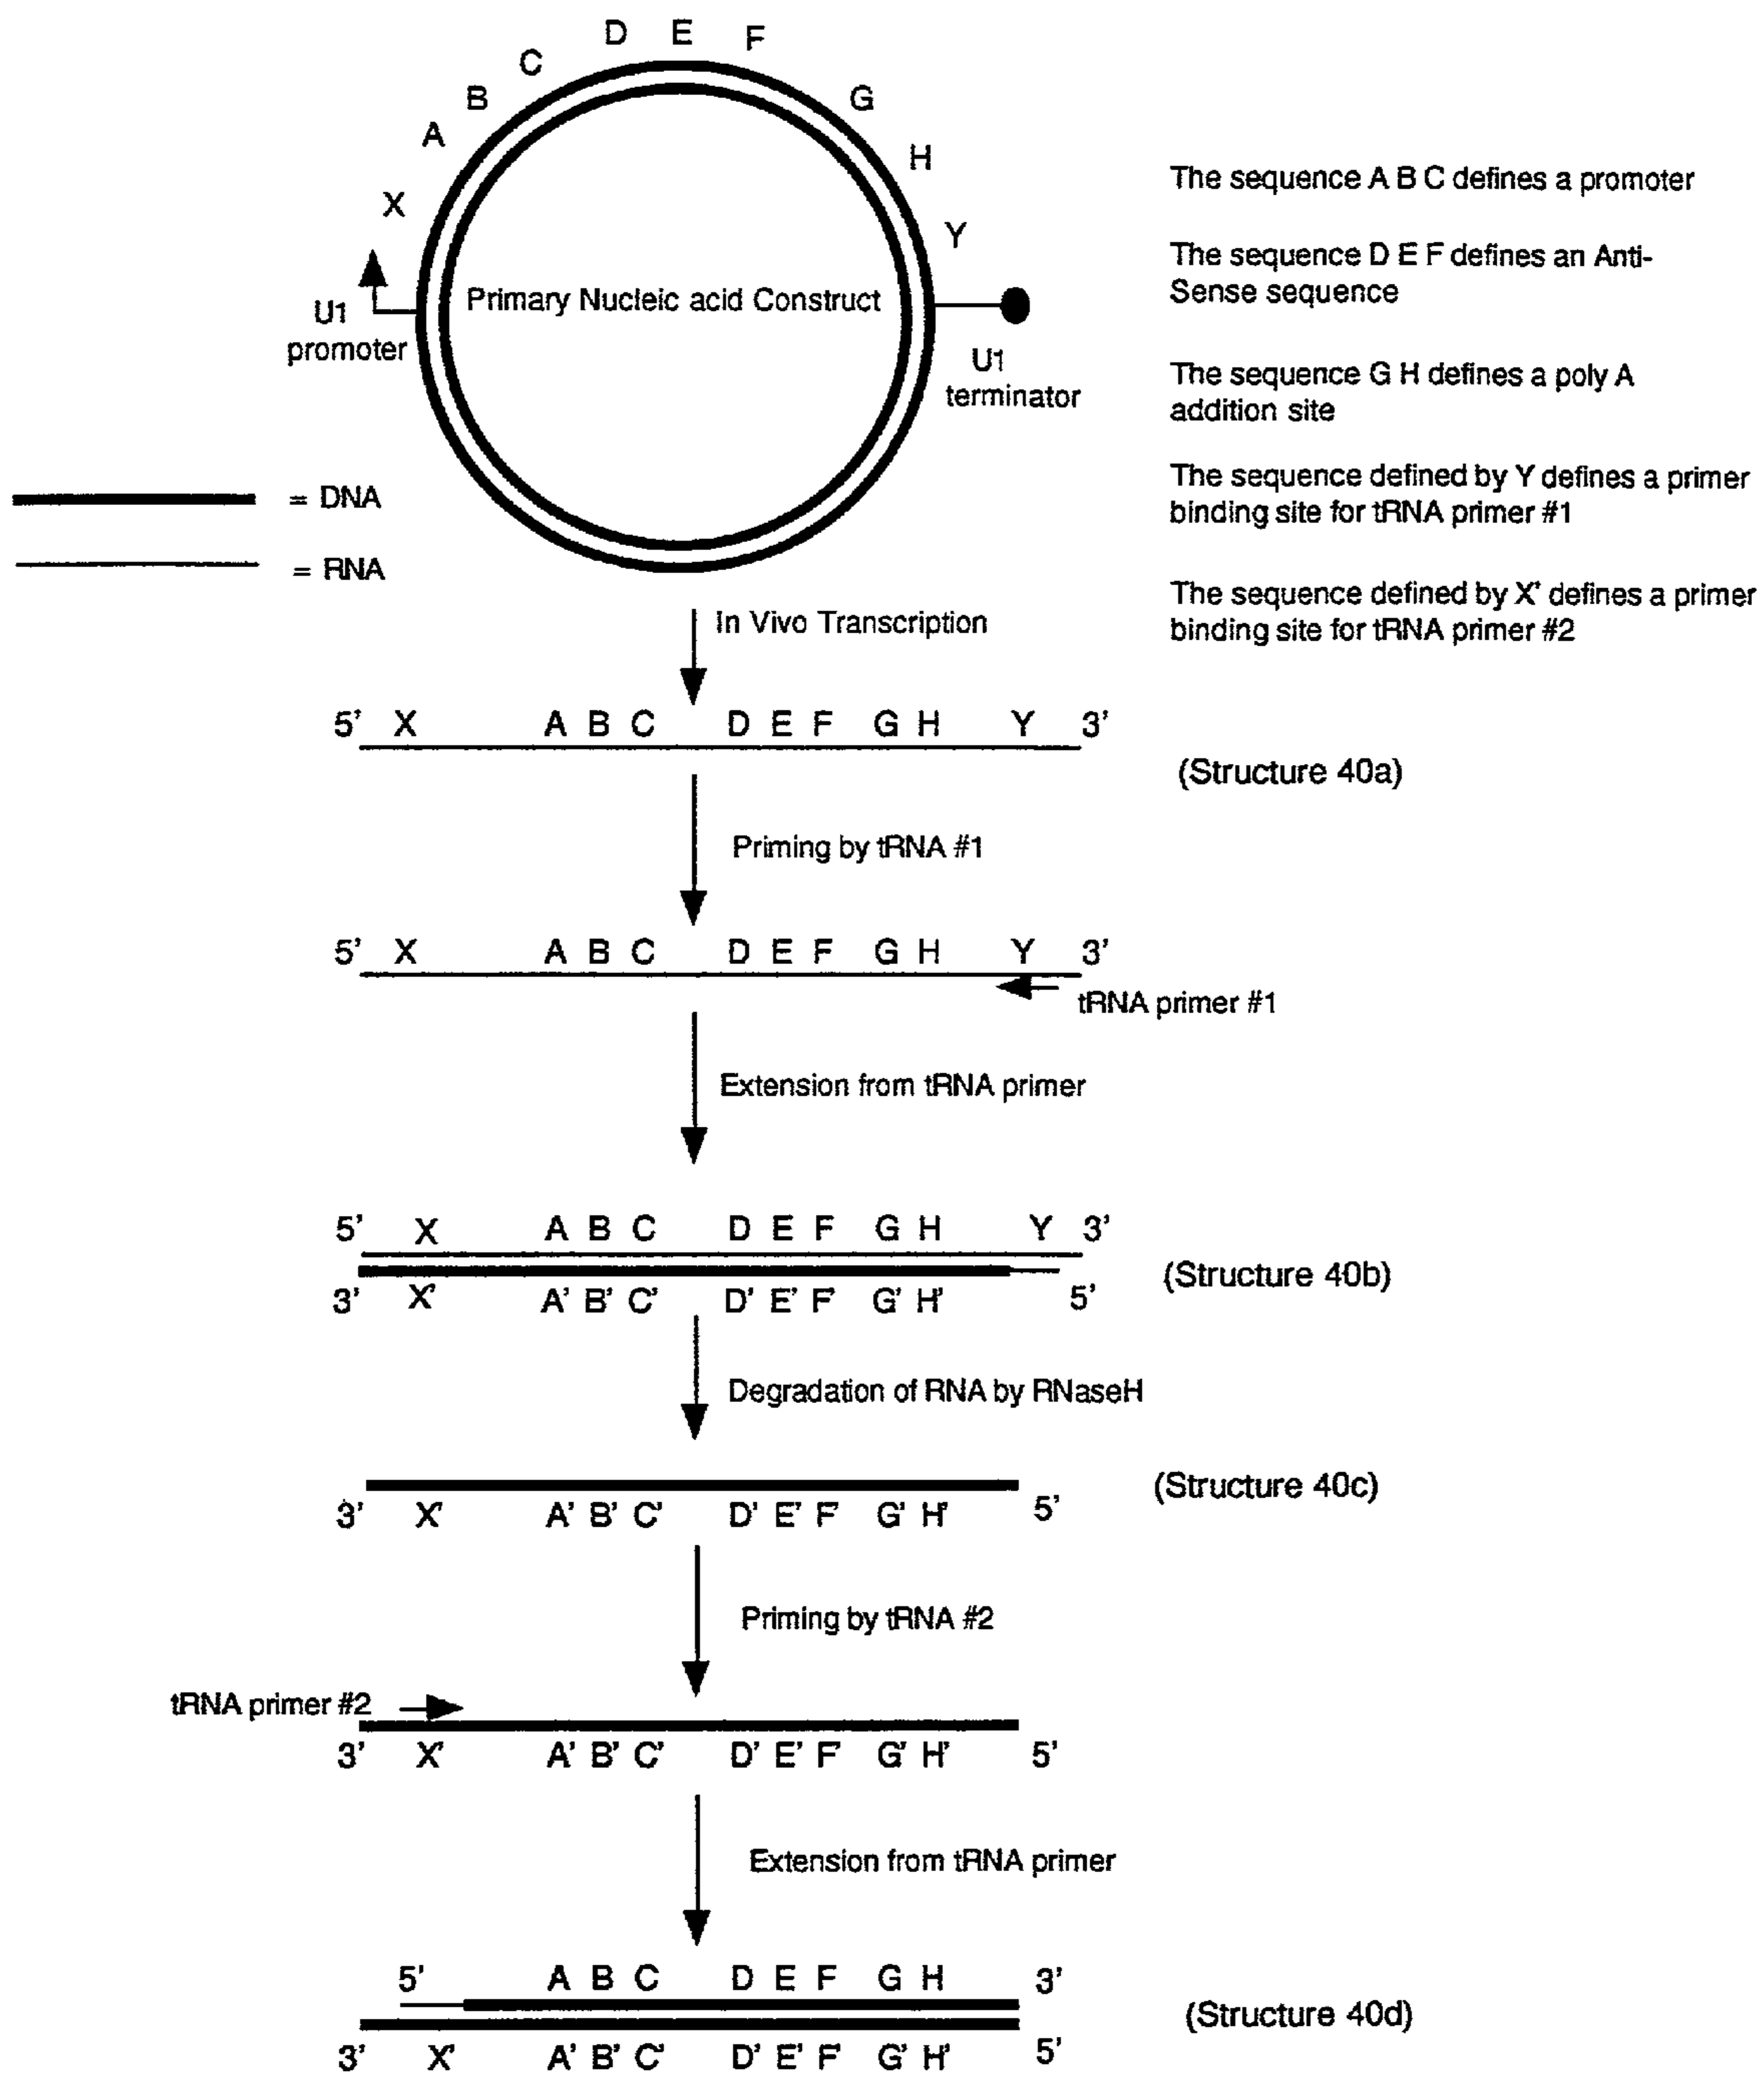 D E F
C
G
B
A
H
X
Y
Primary Nucleic acid Construct
U1
promoter
U1
terminator
The sequence A B C defines a promoter
The sequence D E F defines an Anti-
Sense sequence
The sequence G H defines a poly A
addition site
The sequence defined by Y defines a primer
binding site for tRNA primer #1
The sequence defined by X' defines a primer
binding site for tRNA primer #2
= DNA
= RNA
In Vivo Transcription
5' X A B C D E F G H Y 3'
(Structure 40a)
Priming by tRNA #1
5' X A B C D E F G H Y 3'
tRNA primer #1
Extension from tRNA primer
5' X A B C D E F G H Y 3'
(Structure 40b)
3' X' A' B' C' D' E' F' G' H' 5'
Degradation of RNA by RNaseH
(Structure 40c)
3' X' A' B' C' D' E' F' G' H' 5'
Priming by tRNA #2
tRNA primer #2
3' X' A' B' C' D' E' F' G' H' 5'
Extension from tRNA primer
5' A B C D E F G H 3'
(Structure 40d)
3' X' A' B' C' D' E' F' G' H' 5'